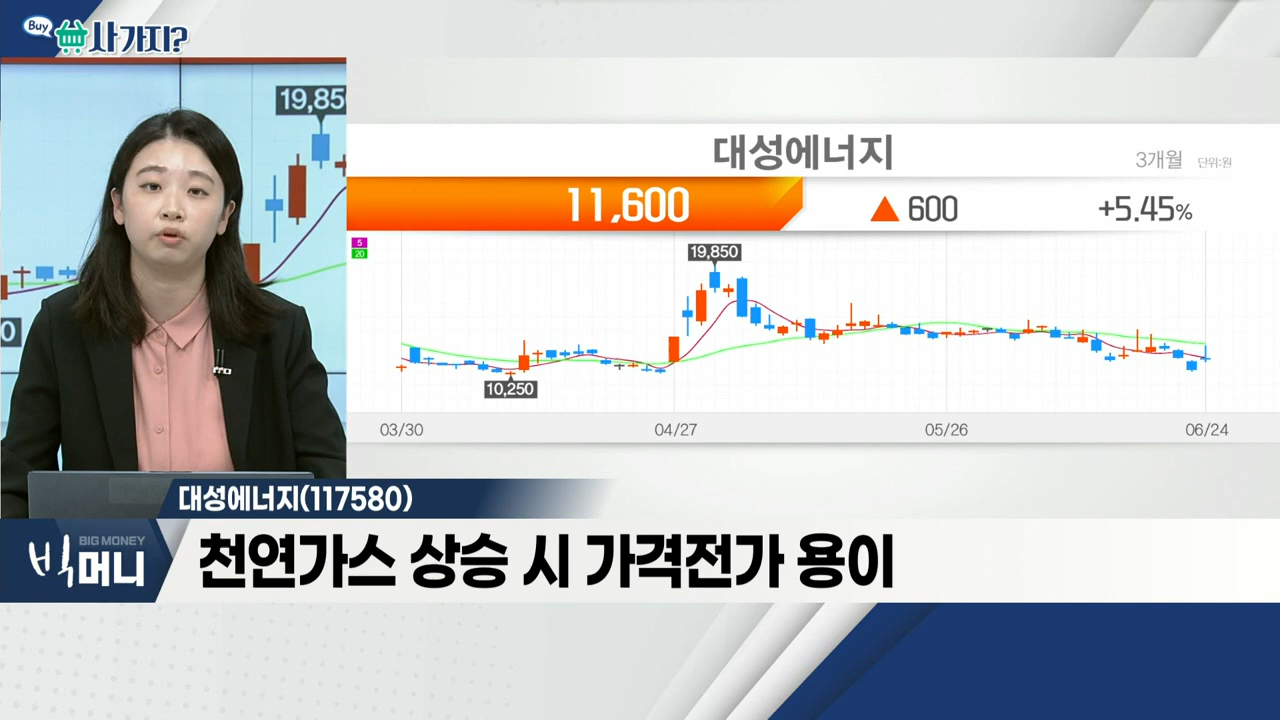 Buy
사가지?
19,85
0
대성에너지
3개월 단위:원
11,600 ▲ 600 +5.45%
5
20
19,850
10,250
03/30 04/27 05/26 06/24
대성에너지(117580)
BIG MONEY
빅머니
천연가스 상승 시 가격전가 용이